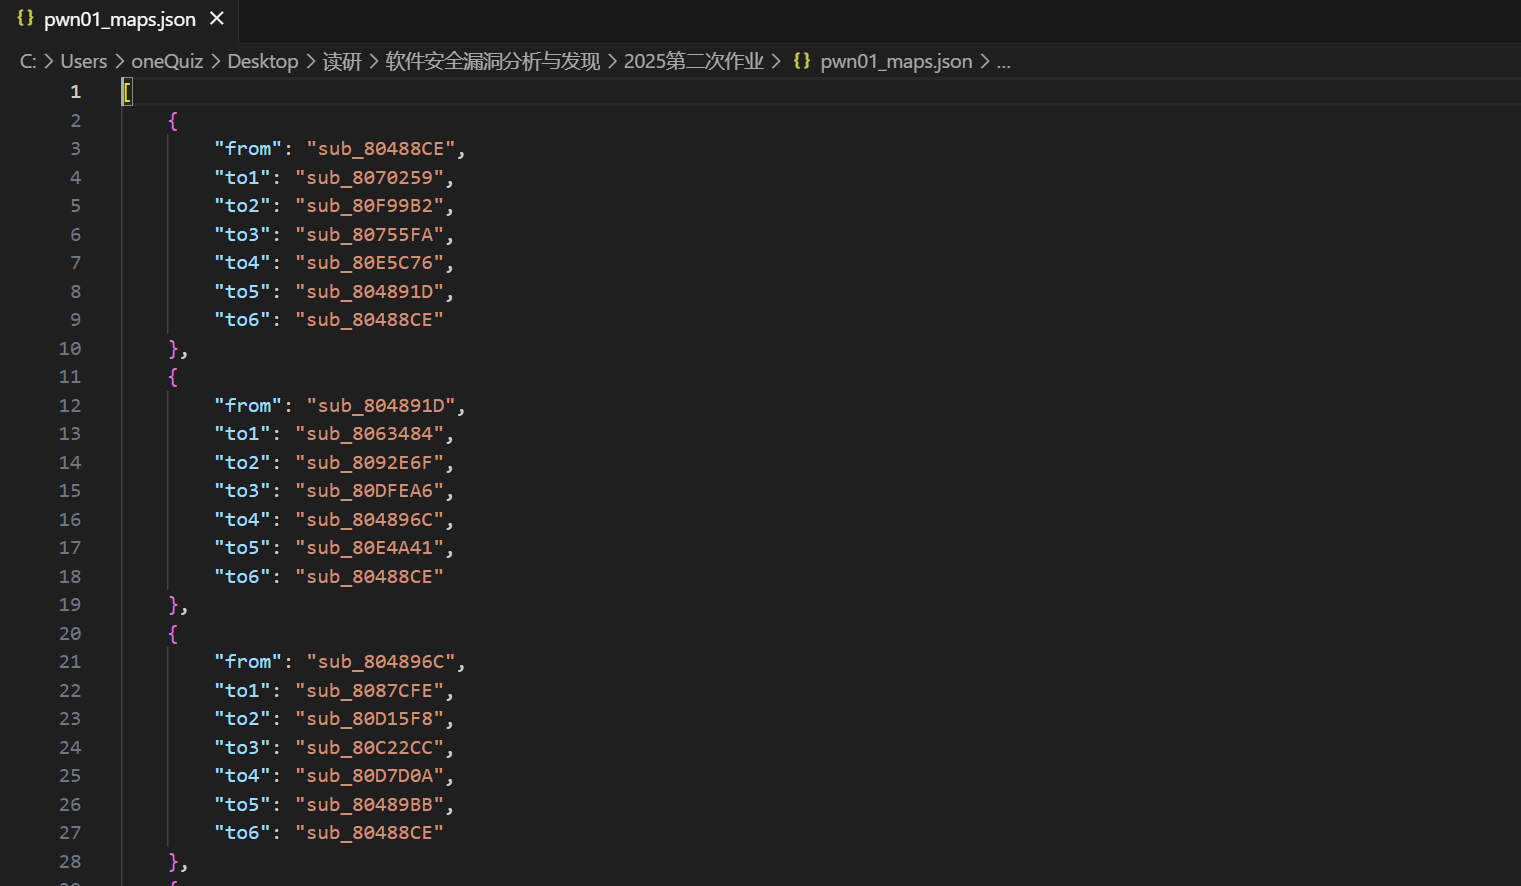 {} pwn01_maps.json ×
C: > Users > oneQuiz > Desktop > 读研 > 软件安全漏洞分析与发现 > 2025第二次作业 > {} pwn01_maps.json > ...
1 [
2 {
3 "from": "sub_80488CE",
4 "to1": "sub_8070259",
5 "to2": "sub_80F99B2",
6 "to3": "sub_80755FA",
7 "to4": "sub_80E5C76",
8 "to5": "sub_804891D",
9 "to6": "sub_80488CE"
10 },
11 {
12 "from": "sub_804891D",
13 "to1": "sub_8063484",
14 "to2": "sub_8092E6F",
15 "to3": "sub_80DFEA6",
16 "to4": "sub_804896C",
17 "to5": "sub_80E4A41",
18 "to6": "sub_80488CE"
19 },
20 {
21 "from": "sub_804896C",
22 "to1": "sub_8087CFE",
23 "to2": "sub_80D15F8",
24 "to3": "sub_80C22CC",
25 "to4": "sub_80D7D0A",
26 "to5": "sub_80489BB",
27 "to6": "sub_80488CE"
28 },